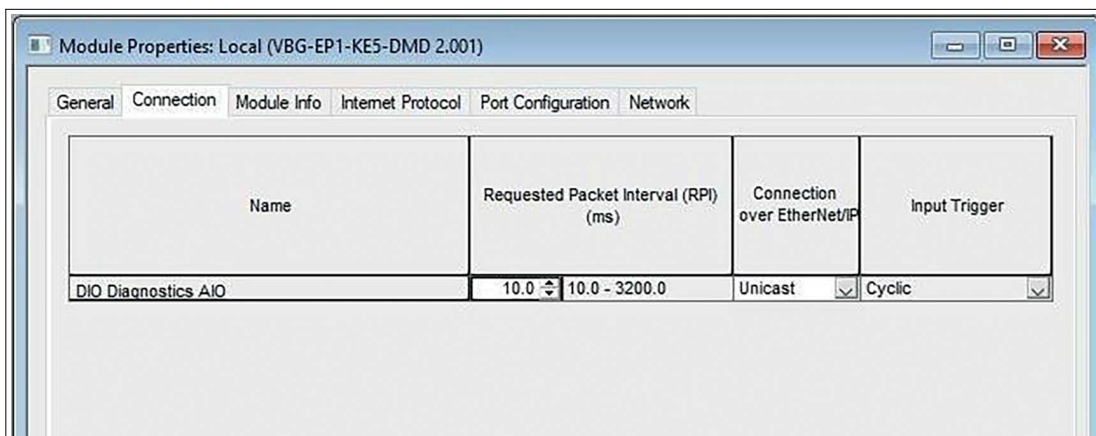 Module Properties: Local (VBG-EP1-KE5-DMD 2.001)
General Connection Module Info Internet Protocol Port Configuration Network
Name
Requested Packet Interval (RPI)
(ms)
Connection
over EtherNet/IP
Input Trigger
DIO Diagnostics AIO 10.0 10.0 - 3200.0 Unicast Cyclic